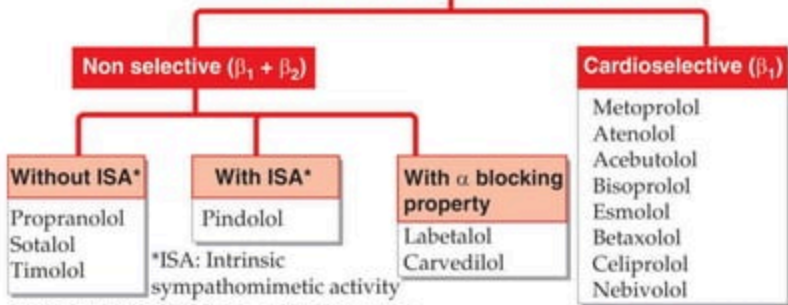 Non selective (β₁ + β₂)
Cardioselective (β₁)
Without ISA*
Propranolol
Sotalol
Timolol
With ISA*
Pindolol
*ISA: Intrinsic
sympathomimetic activity
With α blocking
property
Labetalol
Carvedilol
Metoprolol
Atenolol
Acebutolol
Bisoprolol
Esmolol
Betaxolol
Celiprolol
Nebivolol